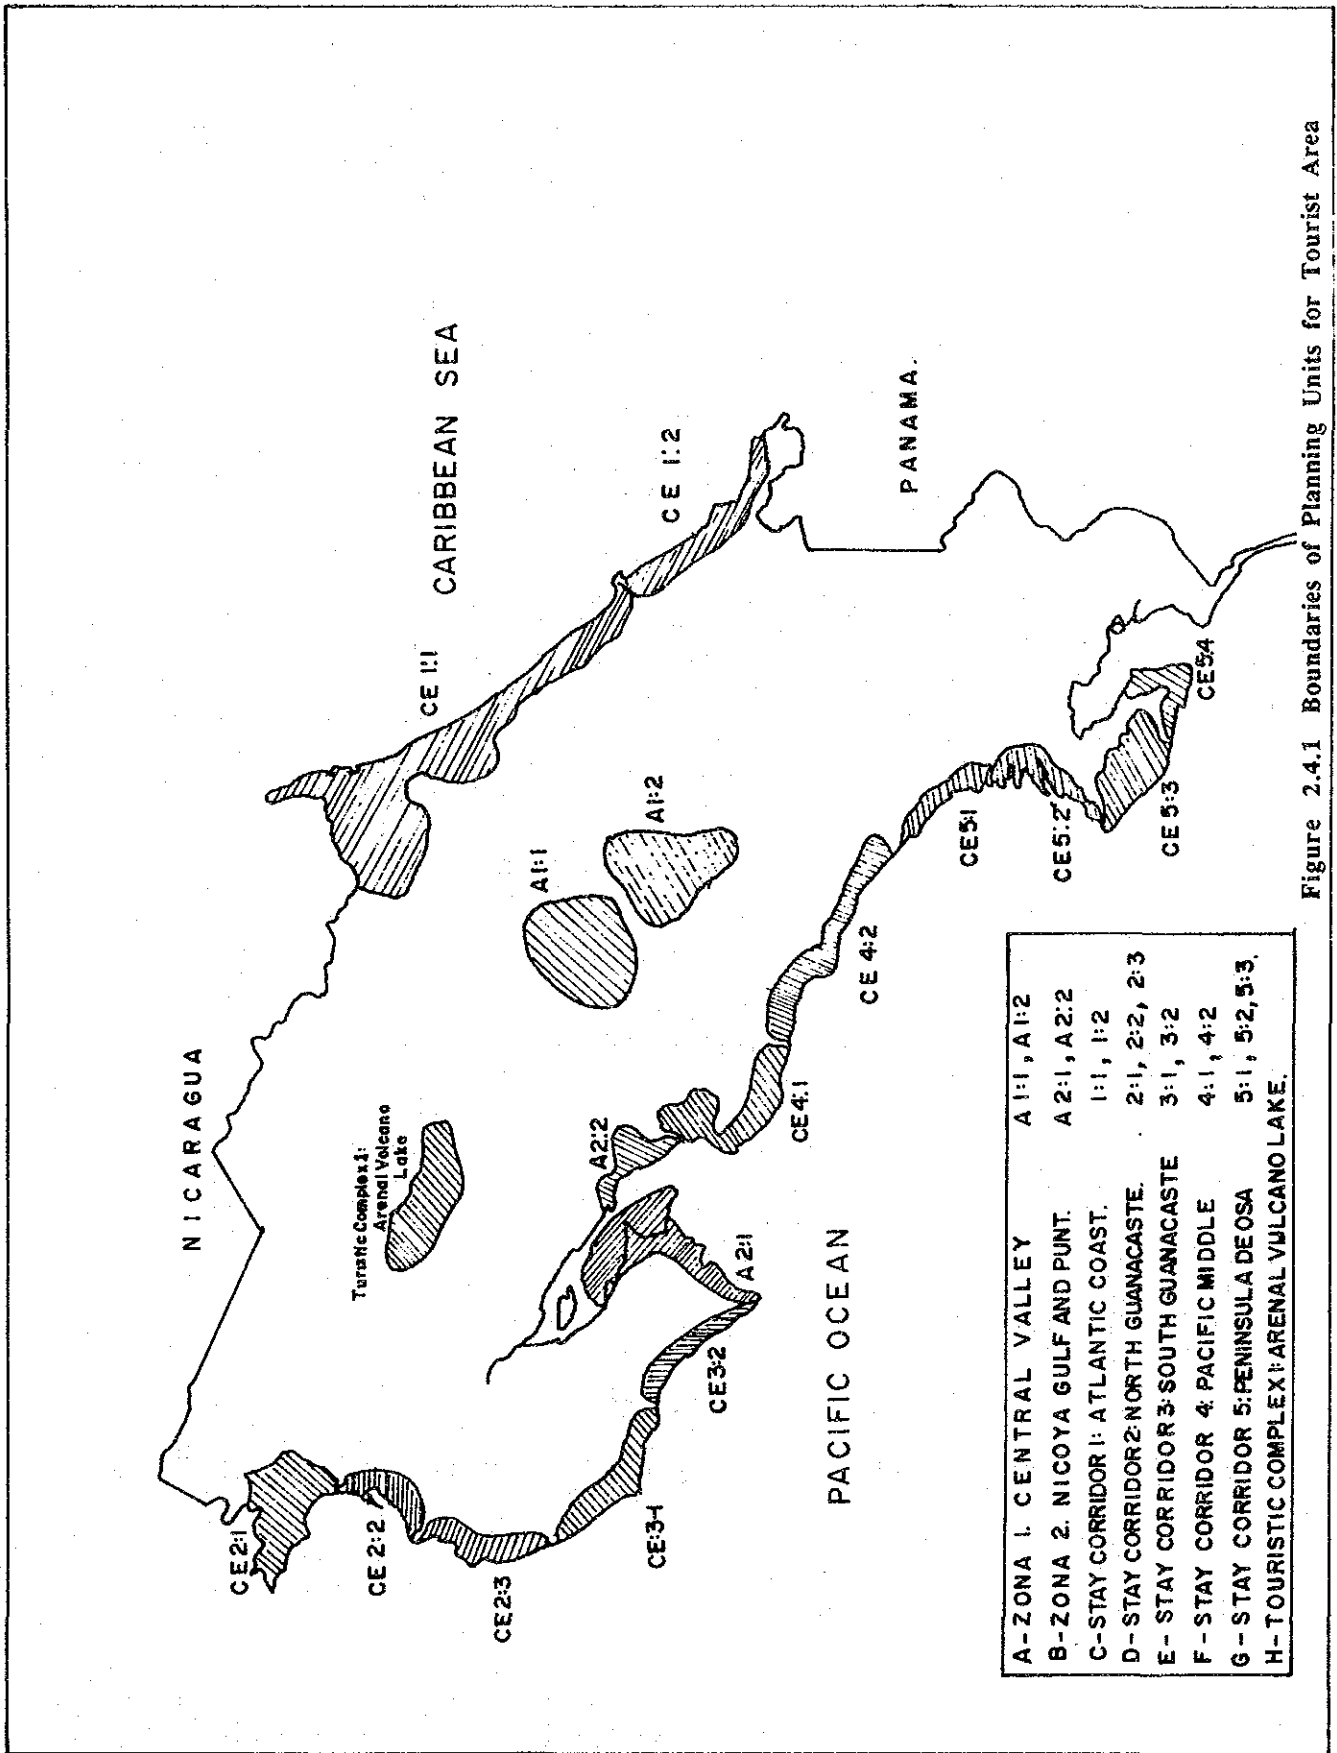 NICARAGUA
CARIBBEAN SEA
Turistic Complex 1:
Arenal Volcano
Lake
CE 1:1
CE 1:2
A1:1
A1:2
PANAMA.
CE 2:1
CE 2:2
CE2:3
CE:3-1
CE3:2
A 2:1
A2:2
CE4:1
CE 4:2
CE5:1
CE5:2
CE 5:3
CE5:4
PACIFIC OCEAN
A-ZONA 1. CENTRAL VALLEY A 1:1, A1:2
B-ZONA 2. NICOYA GULF AND PUNT. A 2:1, A2:2
C-STAY CORRIDOR 1: ATLANTIC COAST. 1:1, 1:2
D-STAY CORRIDOR2:NORTH GUANACASTE. 2:1, 2:2, 2:3
E- STAY CORRIDOR3:SOUTH GUANACASTE 3:1, 3:2
F- STAY CORRIDOR 4: PACIFIC MIDDLE 4:1, 4:2
G- STAY CORRIDOR 5:PENINSULA DE OSA 5:1, 5:2, 5:3,
H- TOURISTIC COMPLEX 1: ARENAL VULCANO LAKE.
Figure 2.4.1 Boundaries of Planning Units for Tourist Area